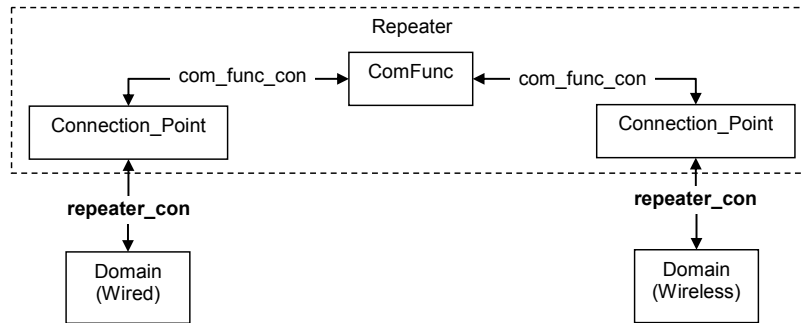 Repeater
ComFunc
com_func_con
com_func_con
Connection_Point
Connection_Point
repeater_con
repeater_con
Domain
(Wired)
Domain
(Wireless)